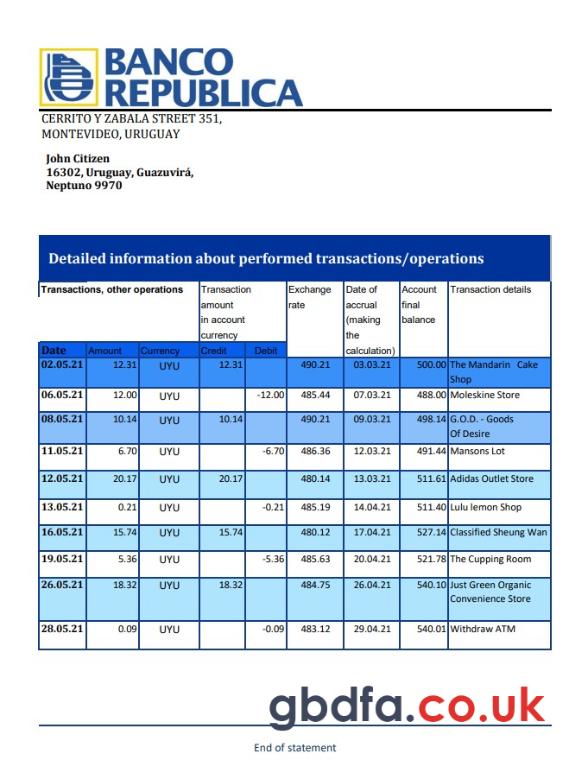 BANCO
REPUBLICA
CERRITO Y ZABALA STREET 351,
MONTEVIDEO, URUGUAY
John Citizen
16302, Uruguay, Guazuvirá,
Neptuno 9970
Detailed information about performed transactions/operations
Transactions, other operations
Transaction
amount
in account
currency
Exchange
rate
Date of
accrual
(making
the
calculation)
Account
final
balance
Transaction details
Date Amount Currency Credit Debit
02.05.21 12.31 UYU 12.31 490.21 03.03.21 500.00 The Mandarin Cake
Shop
06.05.21 12.00 UYU -12.00 485.44 07.03.21 488.00 Moleskine Store
08.05.21 10.14 UYU 10.14 490.21 09.03.21 498.14 G.O.D. - Goods
Of Desire
11.05.21 6.70 UYU -6.70 486.36 12.03.21 491.44 Mansons Lot
12.05.21 20.17 UYU 20.17 480.14 13.03.21 511.61 Adidas Outlet Store
13.05.21 0.21 UYU -0.21 485.19 14.04.21 511.40 Lulu lemon Shop
16.05.21 15.74 UYU 15.74 480.12 17.04.21 527.14 Classified Sheung Wan
19.05.21 5.36 UYU -5.36 485.63 20.04.21 521.78 The Cupping Room
26.05.21 18.32 UYU 18.32 484.75 26.04.21 540.10 Just Green Organic
Convenience Store
28.05.21 0.09 UYU -0.09 483.12 29.04.21 540.01 Withdraw ATM
gbdfa.co.uk
End of statement